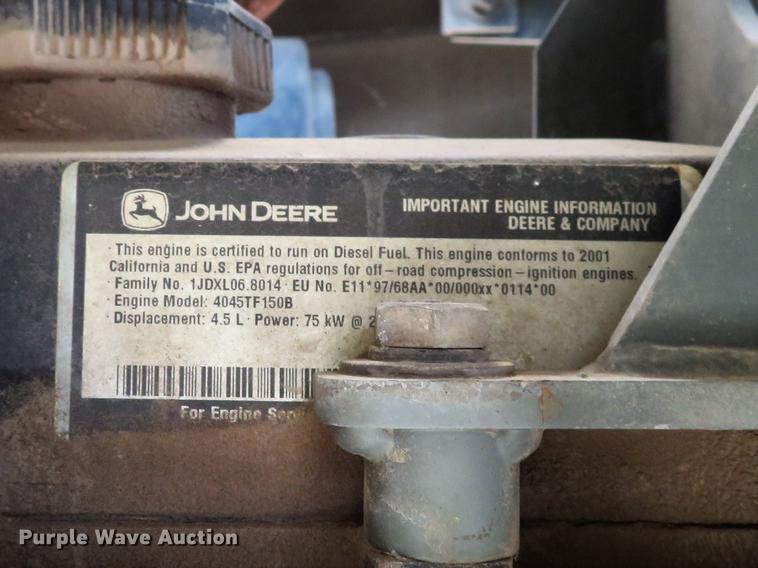 JOHN DEERE
IMPORTANT ENGINE INFORMATION
DEERE & COMPANY
· This engine is certified to run on Diesel Fuel. This engine conforms to 2001
California and U.S. EPA regulations for off-road compression-ignition engines.
· Family No. 1JDXL06.8014 · EU No. E11*97/68AA*00/000xx*0114*00
· Engine Model: 4045TF150B
· Displacement: 4.5 L · Power: 75 kW @ 2
For Engine
Purple Wave Auction